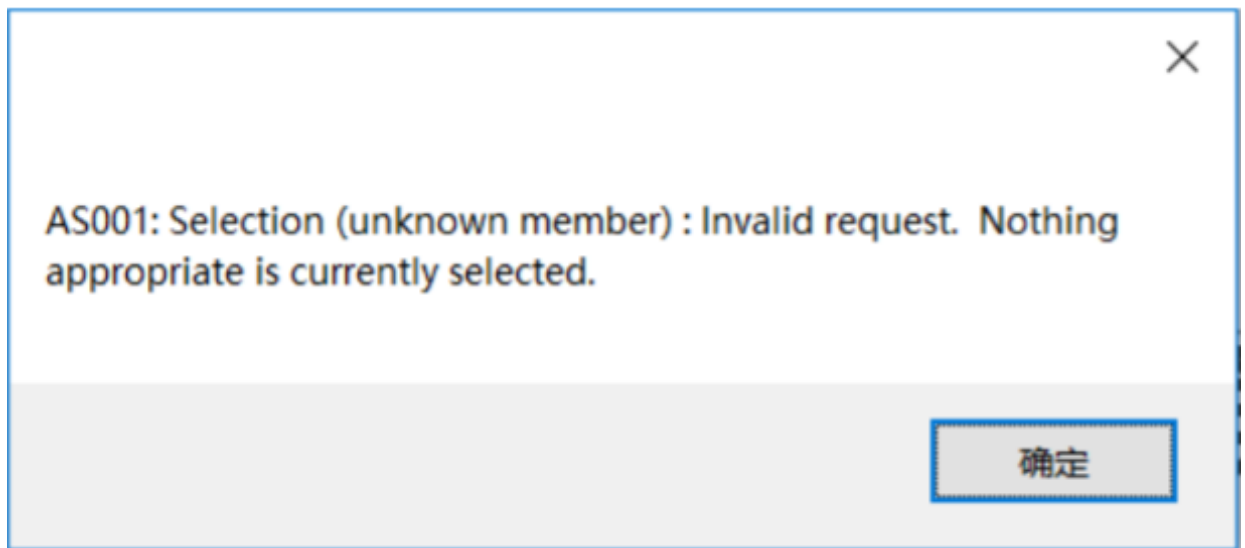 AS001: Selection (unknown member) : Invalid request.  Nothing
appropriate is currently selected.
确定